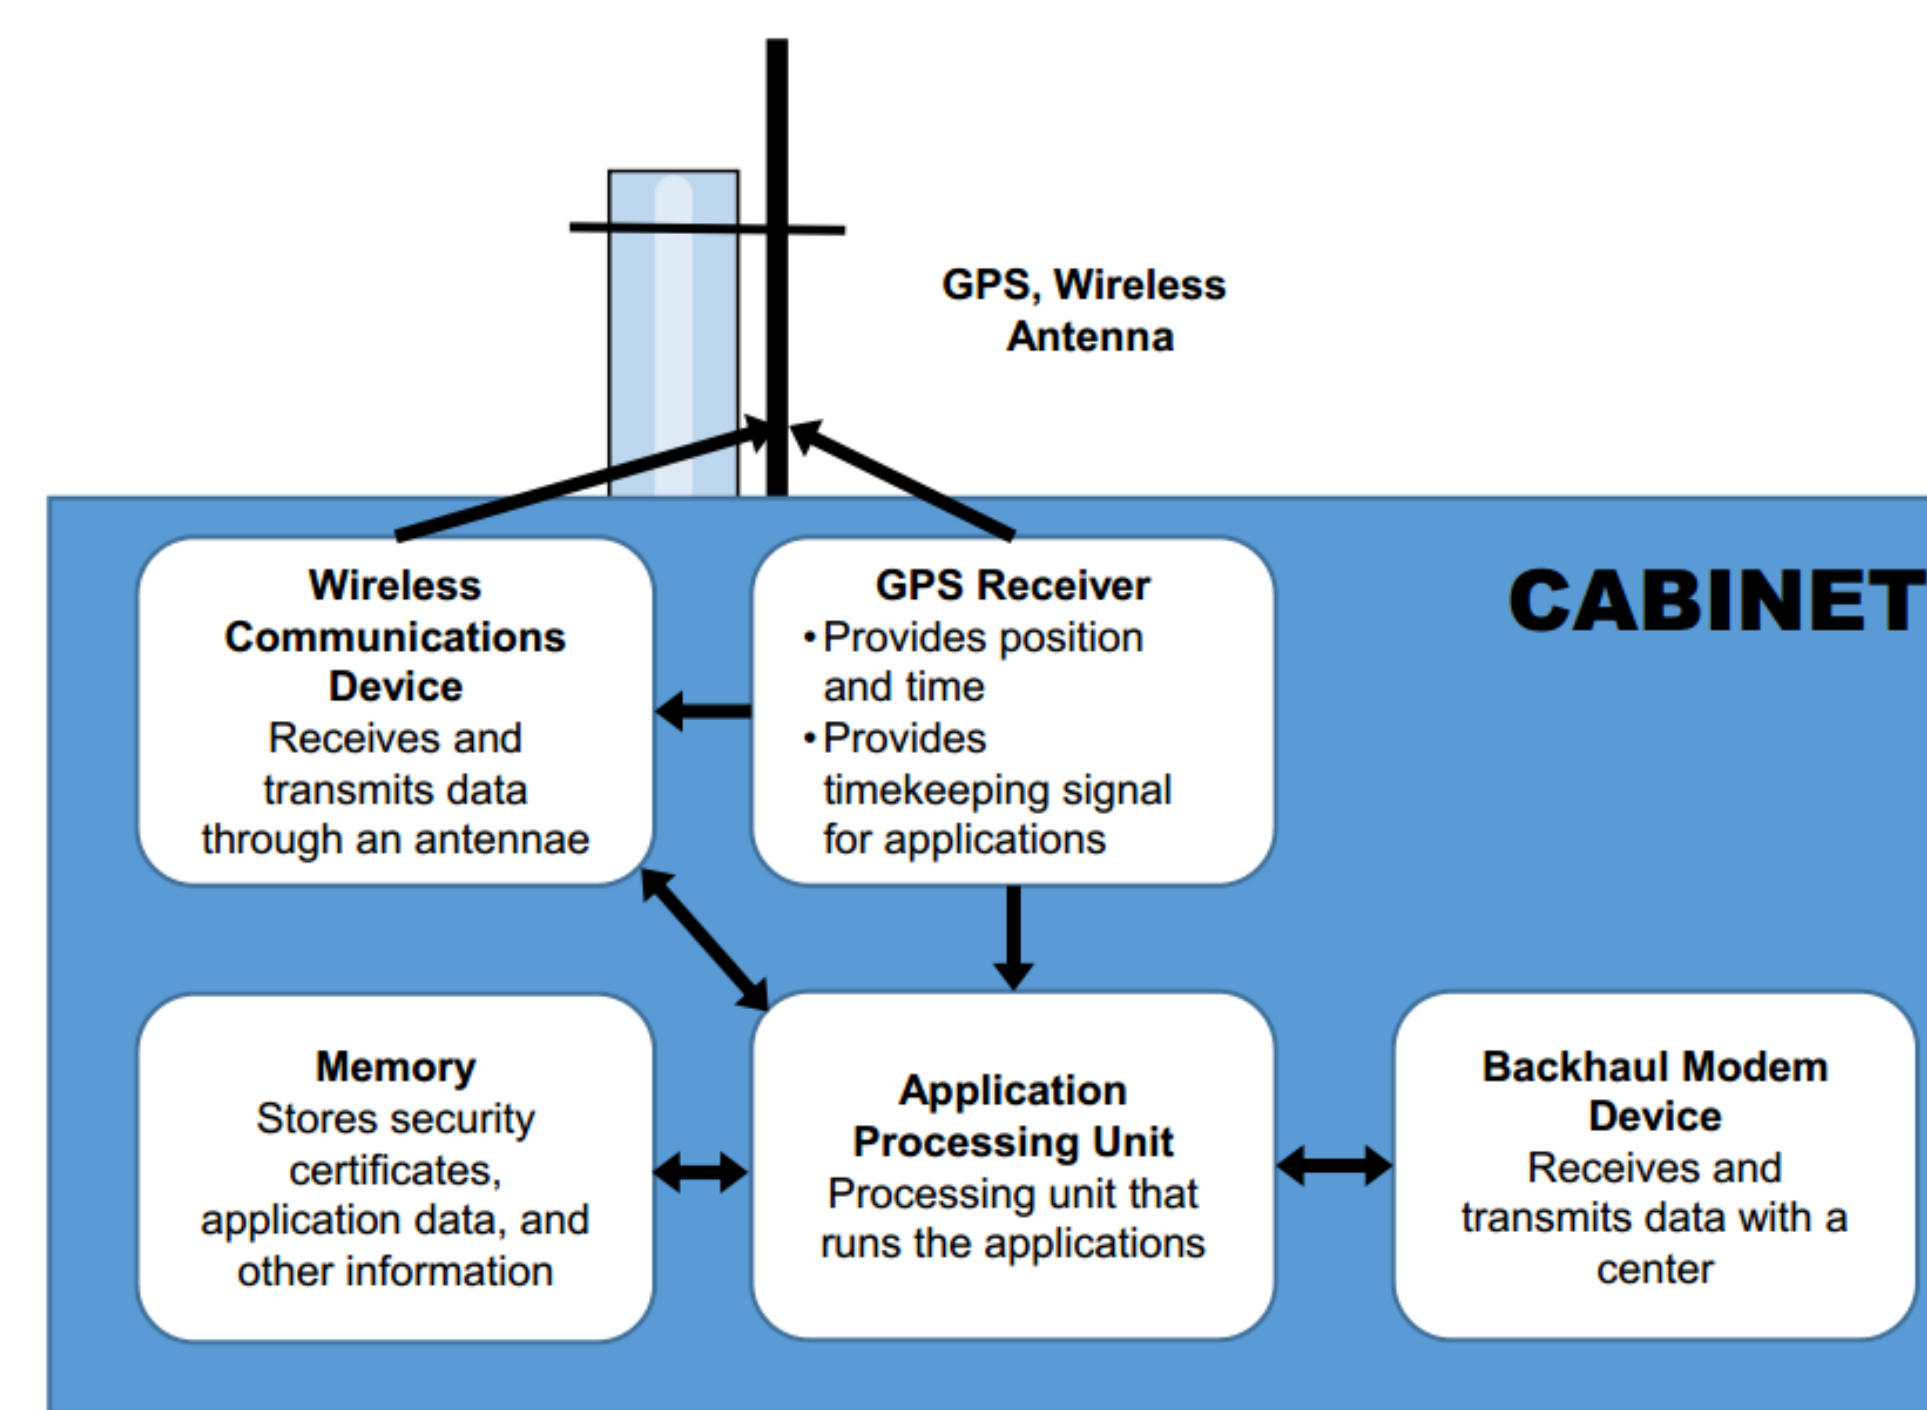 GPS, Wireless
Antenna
CABINET
Wireless
Communications
Device
Receives and
transmits data
through an antennae
GPS Receiver
• Provides position
and time
• Provides
timekeeping signal
for applications
Memory
Stores security
certificates,
application data, and
other information
Application
Processing Unit
Processing unit that
runs the applications
Backhaul Modem
Device
Receives and
transmits data with a
center